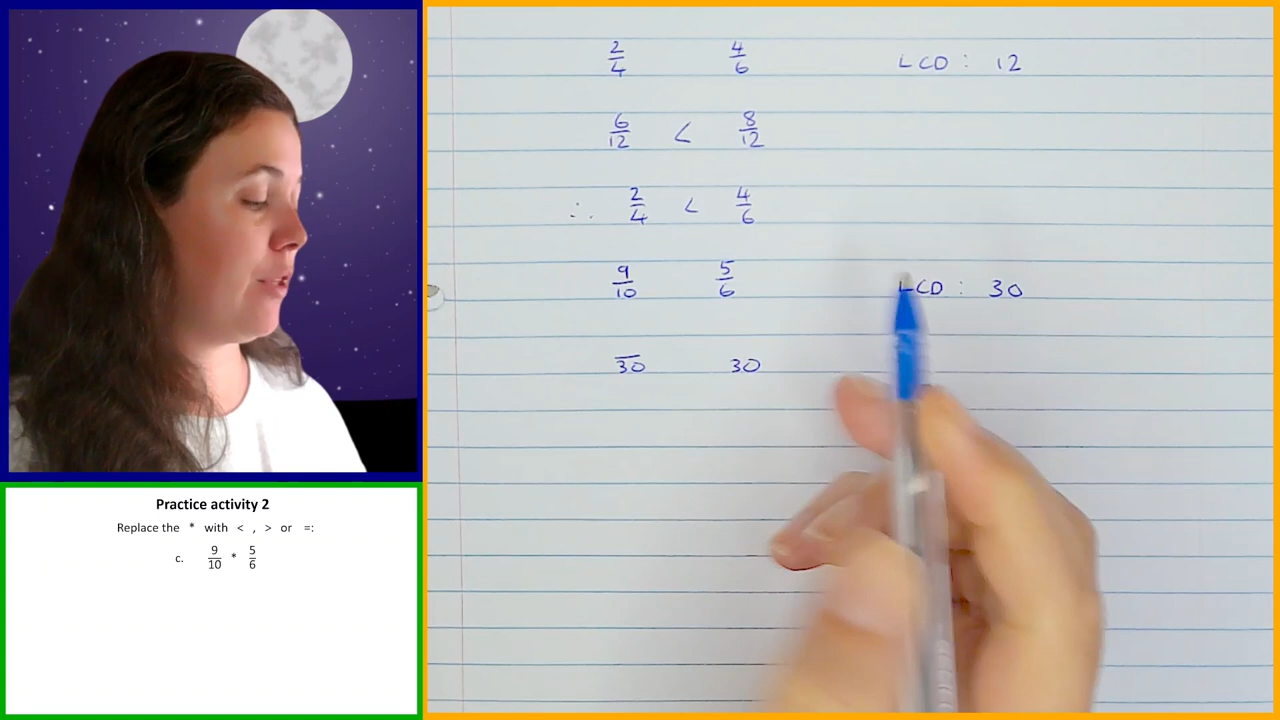 2/4 4/6 LCD : 12
6/12 < 8/12
∴ 2/4 < 4/6
9/10 5/6 LCD : 30
30 30
Practice activity 2
Replace the * with < , > or =:
c. 9/10 * 5/6